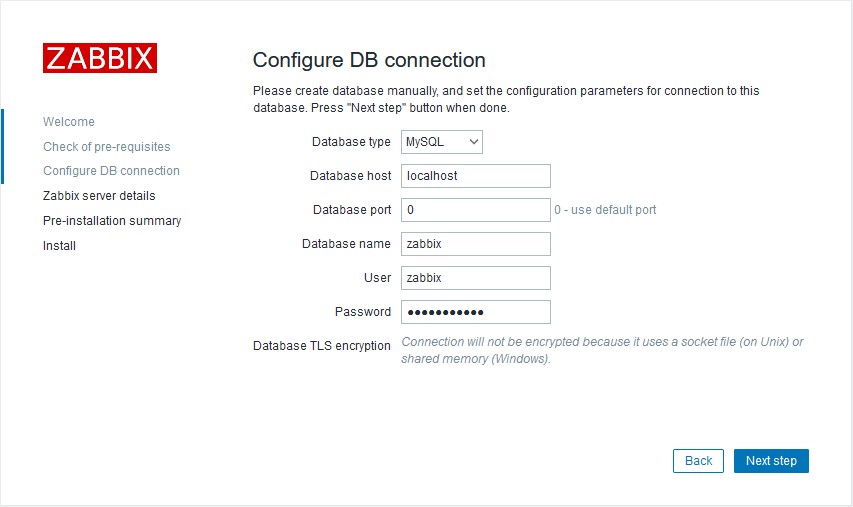 ZABBIX
Welcome
Check of pre-requisites
Configure DB connection
Zabbix server details
Pre-installation summary
Install
Configure DB connection
Please create database manually, and set the configuration parameters for connection to this
database. Press "Next step" button when done.
Database type MySQL
Database host localhost
Database port 0 0 - use default port
Database name zabbix
User zabbix
Password ●●●●●●●●●●●
Database TLS encryption Connection will not be encrypted because it uses a socket file (on Unix) or
shared memory (Windows).
Back Next step